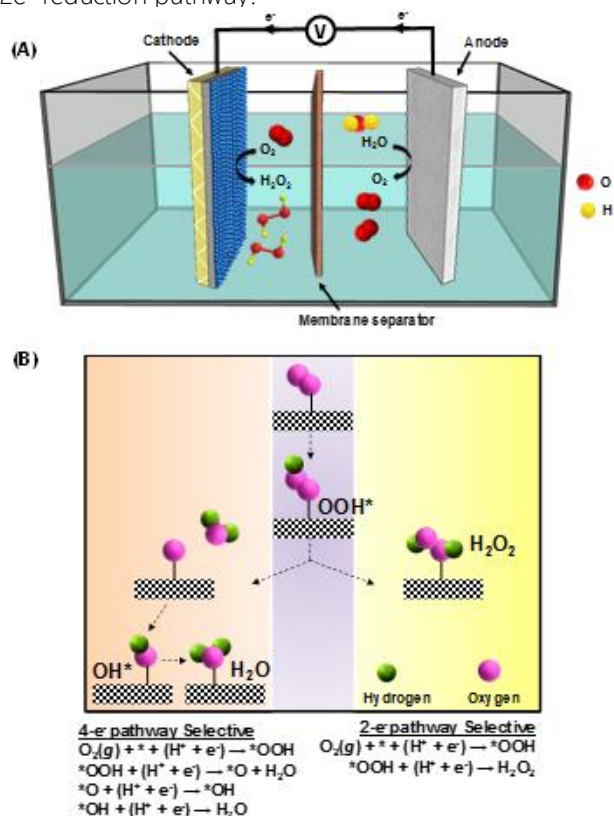 2e⁻ reduction pathway.
(A)
e⁻
V
e⁻
Cathode
Anode
O₂
H₂O₂
H₂O
O₂
O
H
Membrane separator
(B)
OOH*
H₂O₂
OH*
H₂O
Hydrogen
Oxygen
4-e⁻ pathway Selective
O₂(g) + * + (H⁺ + e⁻) → *OOH
*OOH + (H⁺ + e⁻) → *O + H₂O
*O + (H⁺ + e⁻) → *OH
*OH + (H⁺ + e⁻) → H₂O
2-e⁻ pathway Selective
O₂(g) + * + (H⁺ + e⁻) → *OOH
*OOH + (H⁺ + e⁻) → H₂O₂